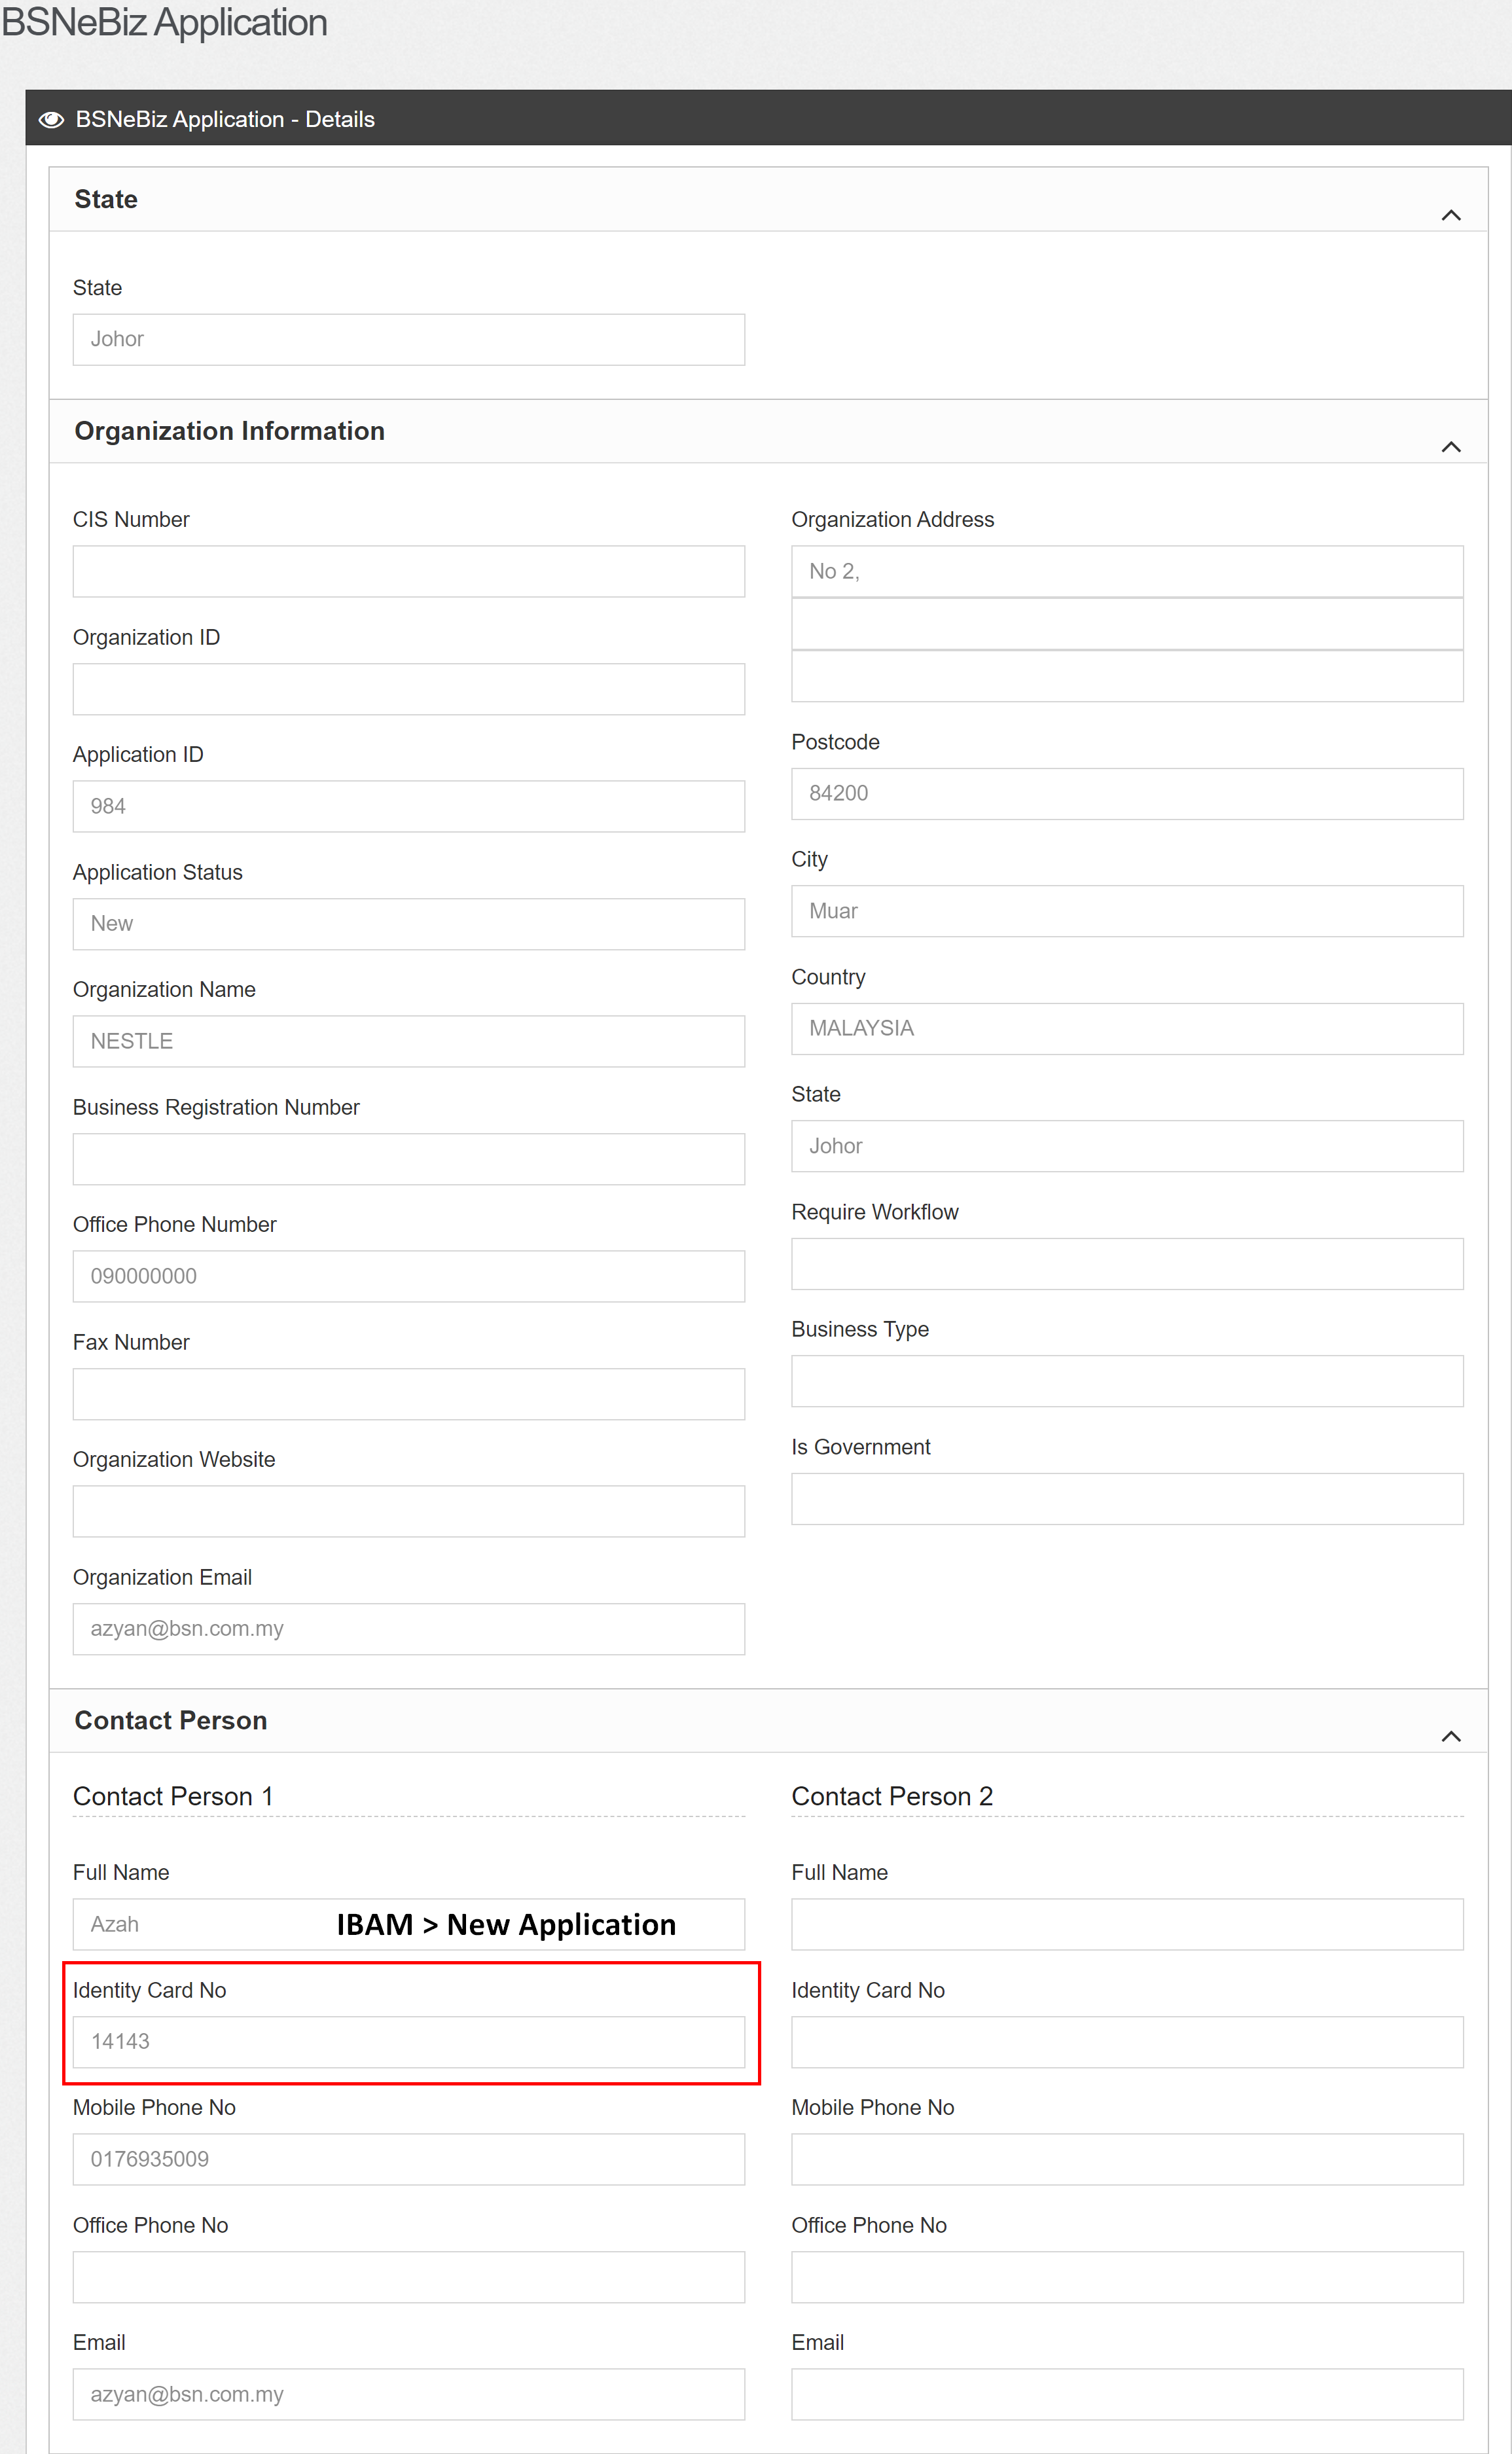 BSNeBiz Application
BSNeBiz Application - Details
State
State
Johor
Organization Information
CIS Number
Organization ID
Application ID
984
Application Status
New
Organization Name
NESTLE
Business Registration Number
Office Phone Number
090000000
Fax Number
Organization Website
Organization Email
azyan@bsn.com.my
Organization Address
No 2,
Postcode
84200
City
Muar
Country
MALAYSIA
State
Johor
Require Workflow
Business Type
Is Government
Contact Person
Contact Person 1
Full Name
Azah
IBAM > New Application
Identity Card No
14143
Mobile Phone No
0176935009
Office Phone No
Email
azyan@bsn.com.my
Contact Person 2
Full Name
Identity Card No
Mobile Phone No
Office Phone No
Email